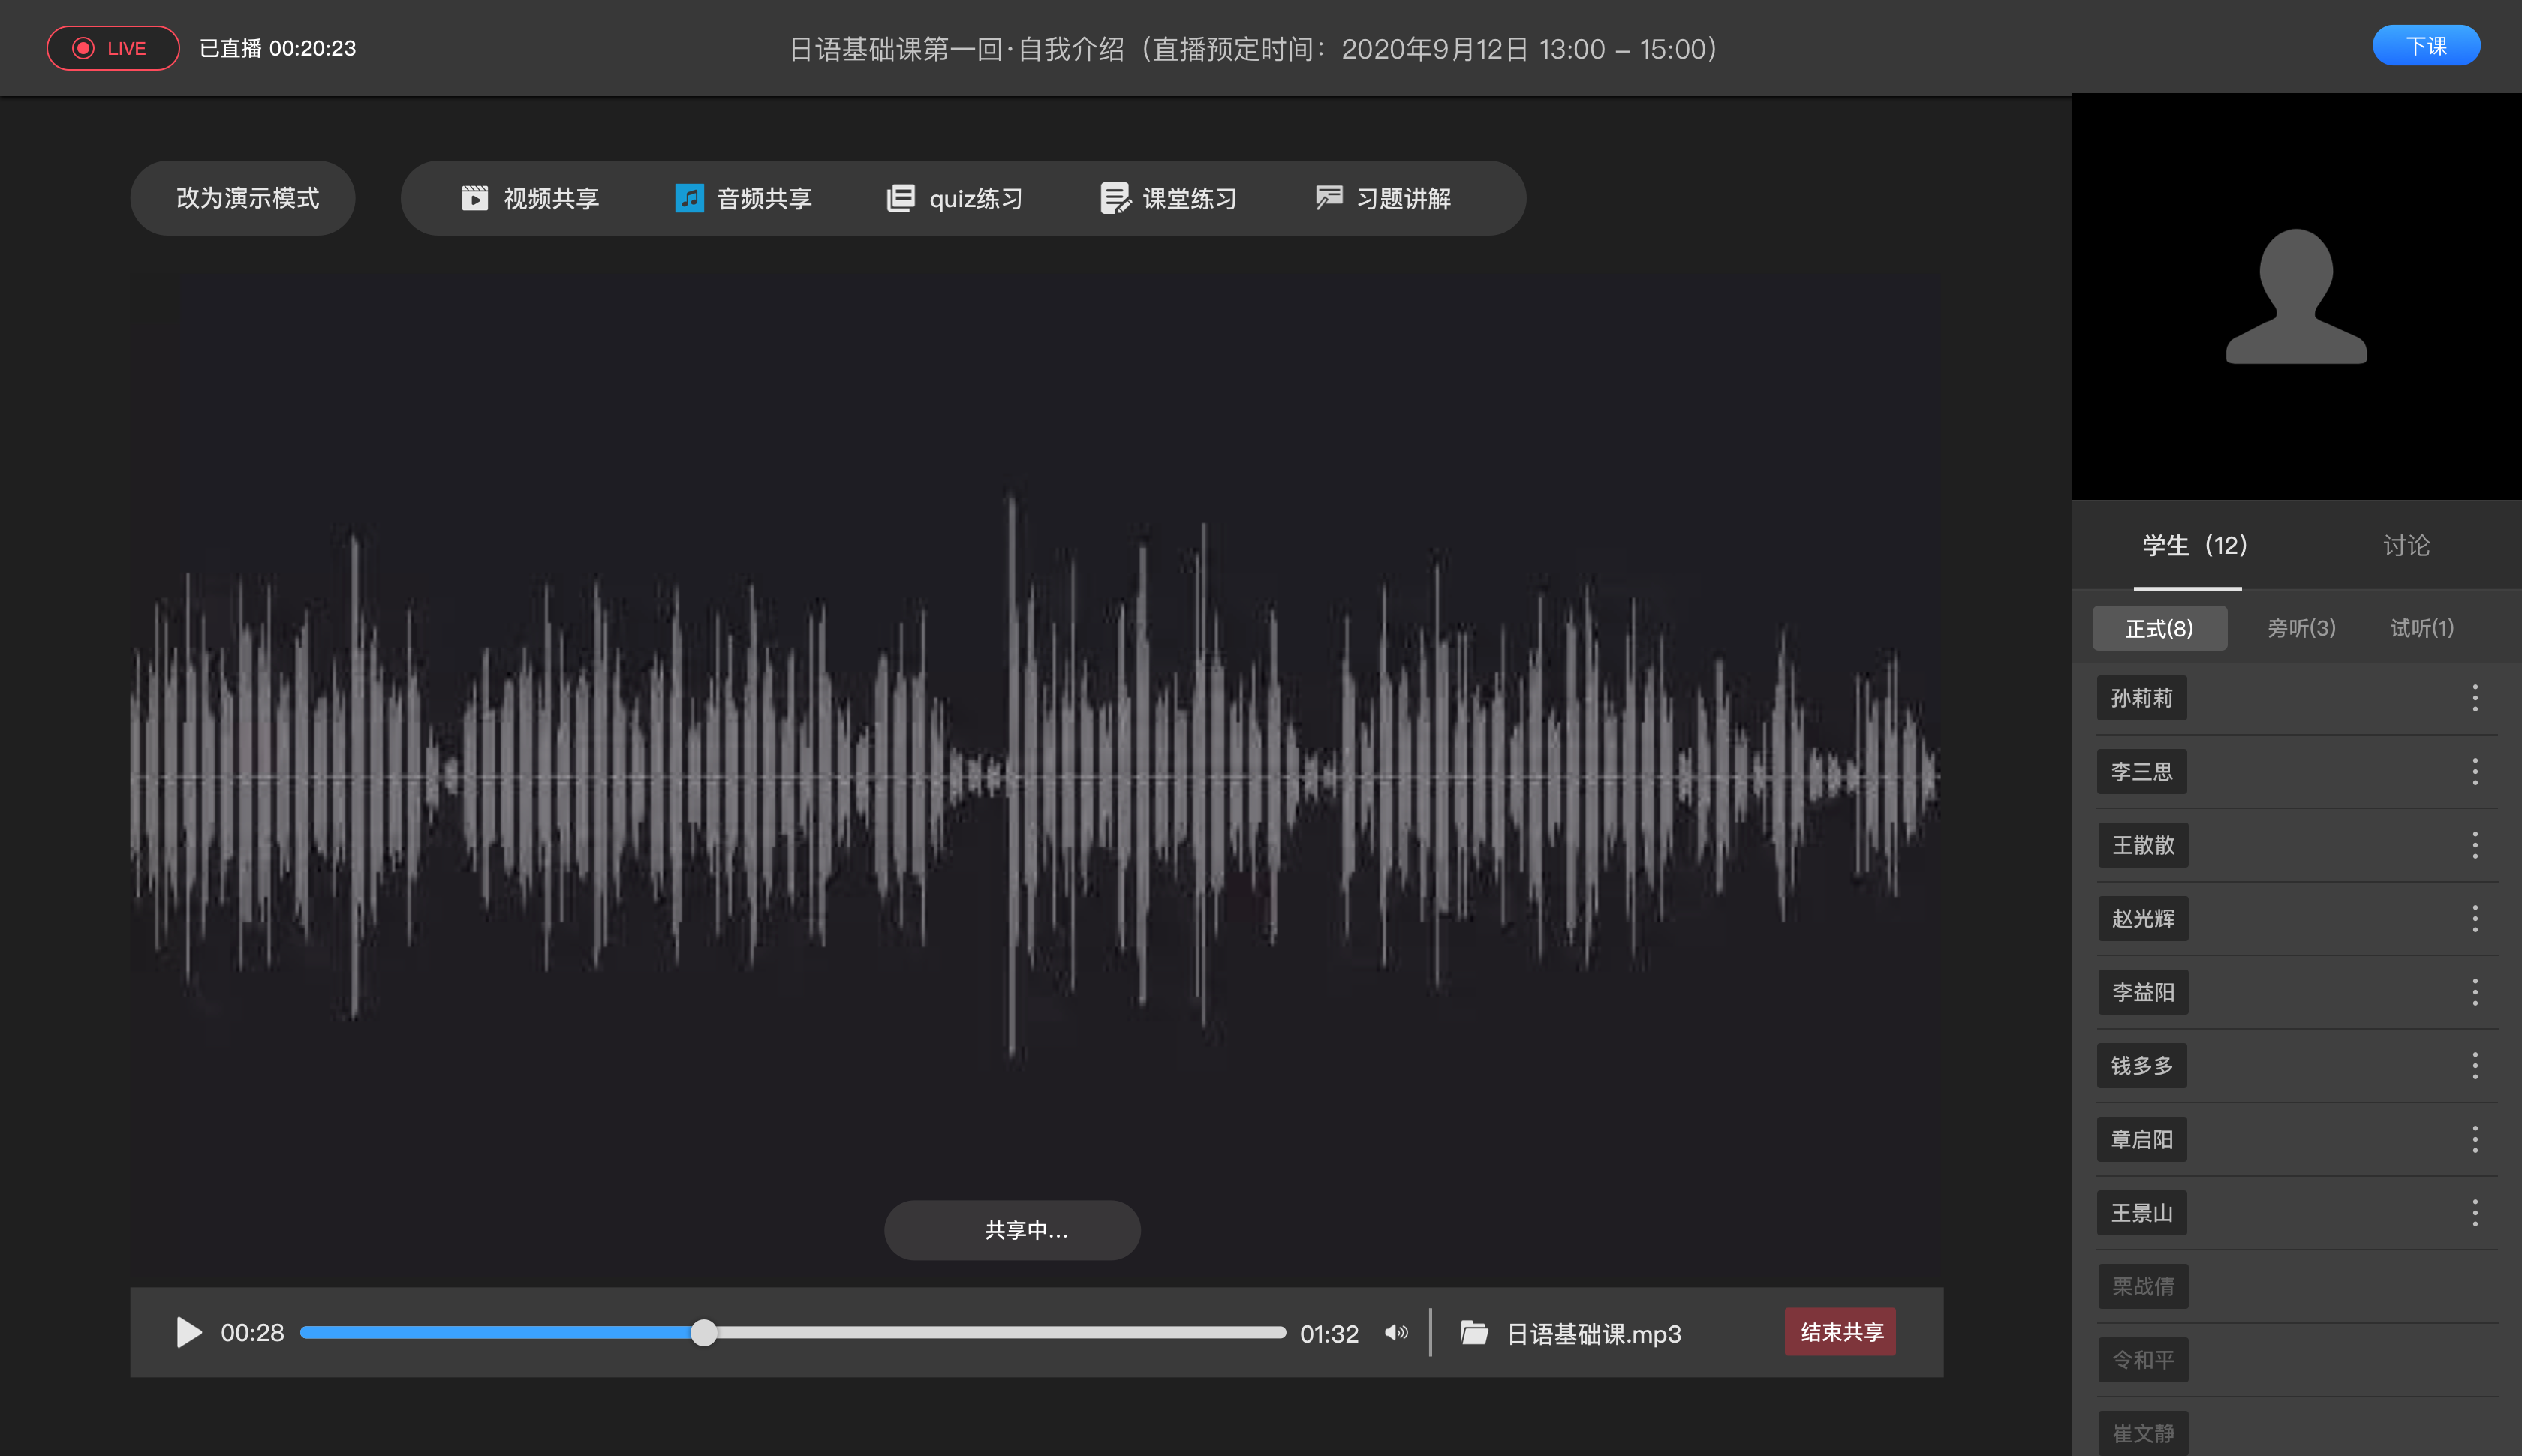 LIVE 已直播 00:20:23
日语基础课第一回·自我介绍（直播预定时间：2020年9月12日 13:00 – 15:00）
下课
改为演示模式
视频共享 音频共享 quiz练习 课堂练习 习题讲解
共享中...
00:28 01:32 日语基础课.mp3 结束共享
学生（12） 讨论
正式(8) 旁听(3) 试听(1)
孙莉莉
李三思
王散散
赵光辉
李益阳
钱多多
章启阳
王景山
栗战倩
令和平
崔文静